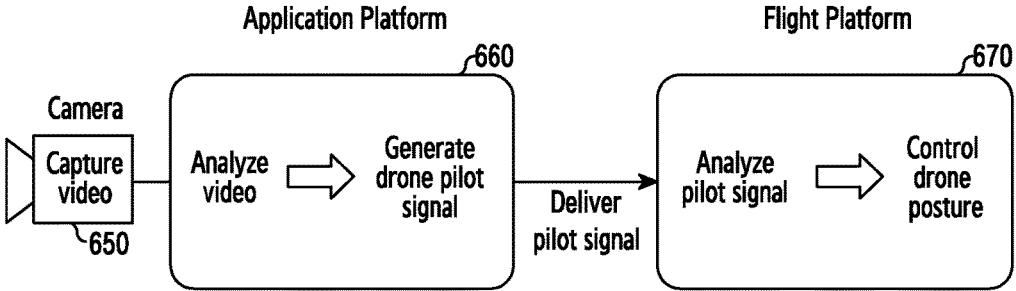 Application Platform
Flight Platform
660
670
Camera
Capture
video
650
Analyze
video
Generate
drone pilot
signal
Deliver
pilot signal
Analyze
pilot signal
Control
drone
posture